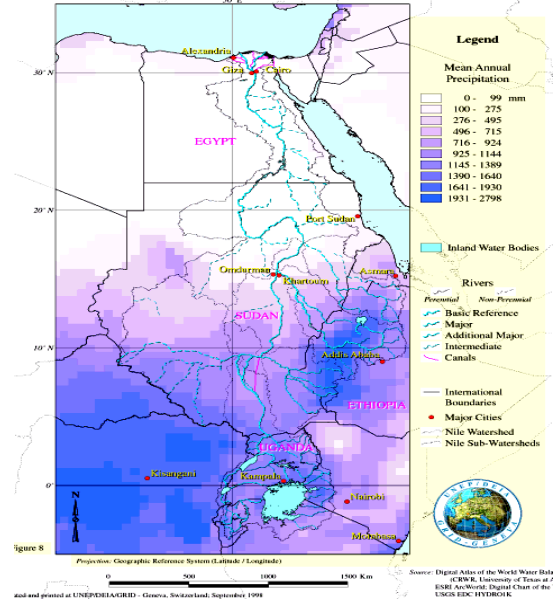 30° E
Alexandria
30° N
Giza
Cairo
EGYPT
20° N
Port Sudan
Omdurman
Khartoum
Asmara
SUDAN
10° N
Addis Ababa
ETHIOPIA
UGANDA
Kisangani
Kampala
0°
Nairobi
Mombasa
N
igure 8
Projection: Geographic Reference System (Latitude / Longitude)
0 500 1000 1500 Km
ated and printed at UNEP/DEIA/GRID - Geneva, Switzerland; September 1998
Legend
Mean Annual
Precipitation
0 - 99 mm
100 - 275
276 - 495
496 - 715
716 - 924
925 - 1144
1145 - 1389
1390 - 1640
1641 - 1930
1931 - 2798
Inland Water Bodies
Rivers
Perennial Non-Perennial
Basic Reference
Major
Additional Major
Intermediate
Canals
International
Boundaries
Major Cities
Nile Watershed
Nile Sub-Watersheds
UNEP/DEIA
GRID-GENEVA
Source: Digital Atlas of the World Water Bala
(CRWR, University of Texas at A
ESRI ArcWorld; Digital Chart of the
USGS EDC HYDRO1K